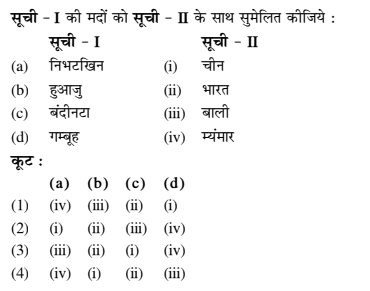 सूची - I की मदों को सूची - II के साथ सुमेलित कीजिये :
सूची - I सूची - II
(a) निभटखिन (i) चीन
(b) हुआजु (ii) भारत
(c) बंदीनटा (iii) बाली
(d) गम्बूह (iv) म्यंमार
कूट :
(a) (b) (c) (d)
(1) (iv) (iii) (ii) (i)
(2) (i) (ii) (iii) (iv)
(3) (iii) (ii) (i) (iv)
(4) (iv) (i) (ii) (iii)